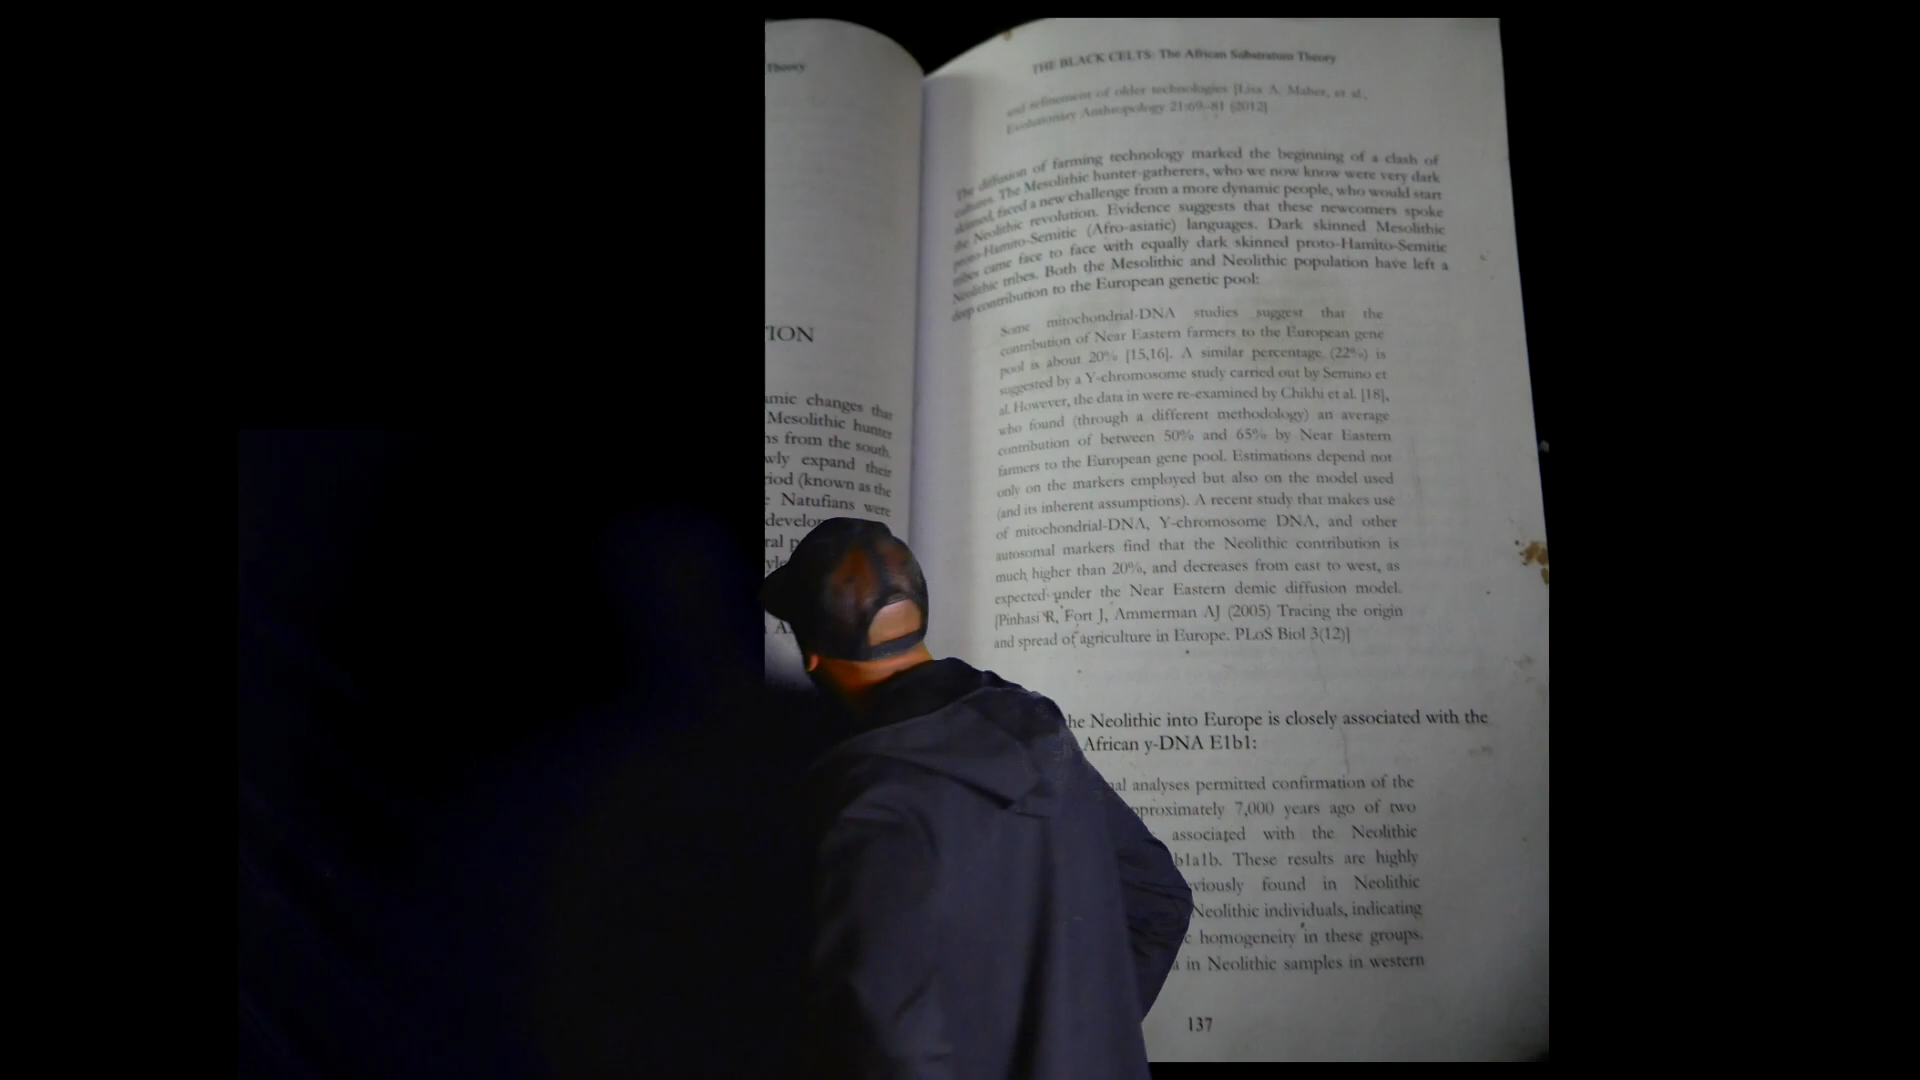 Theory
ION
amic changes that
Mesolithic hunter
ns from the south.
wly expand their
iod (known as the
Natufians were
develo
ral p
yle
THE BLACK CELTS: The African Substratum Theory
and refinement of older technologies [Lisa A. Maher, et al.,
Evolutionary Anthropology 21:69–81 (2012]
The diffusion of farming technology marked the beginning of a clash of
cultures. The Mesolithic hunter-gatherers, who we now know were very dark
skinned, faced a new challenge from a more dynamic people, who would start
the Neolithic revolution. Evidence suggests that these newcomers spoke
proto-Hamito-Semitic (Afro-asiatic) languages. Dark skinned Mesolithic
tribes came face to face with equally dark skinned proto-Hamito-Semitic
Neolithic tribes. Both the Mesolithic and Neolithic population have left a
deep contribution to the European genetic pool:
Some mitochondrial-DNA studies suggest that the
contribution of Near Eastern farmers to the European gene
pool is about 20% [15,16]. A similar percentage (22%) is
suggested by a Y-chromosome study carried out by Semino et
al. However, the data in were re-examined by Chikhi et al. [18],
who found (through a different methodology) an average
contribution of between 50% and 65% by Near Eastern
farmers to the European gene pool. Estimations depend not
only on the markers employed but also on the model used
(and its inherent assumptions). A recent study that makes use
of mitochondrial-DNA, Y-chromosome DNA, and other
autosomal markers find that the Neolithic contribution is
much higher than 20%, and decreases from east to west, as
expected under the Near Eastern demic diffusion model.
[Pinhasi R, Fort J, Ammerman AJ (2005) Tracing the origin
and spread of agriculture in Europe. PLoS Biol 3(12)]
he Neolithic into Europe is closely associated with the
African y-DNA E1b1:
nal analyses permitted confirmation of the
pproximately 7,000 years ago of two
associated with the Neolithic
b1a1b. These results are highly
viously found in Neolithic
Neolithic individuals, indicating
c homogeneity in these groups.
a in Neolithic samples in western
137